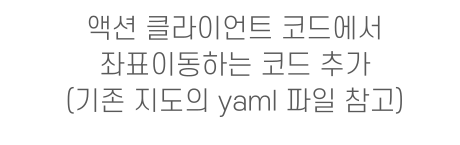 액션 클라이언트 코드에서
좌표이동하는 코드 추가
(기존 지도의 yaml 파일 참고)